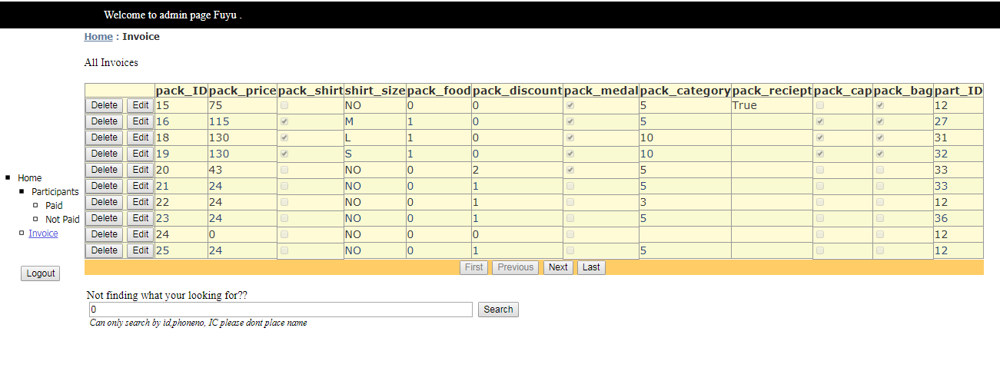 Welcome to admin page Fuyu .
Home : Invoice
All Invoices
pack_ID pack_price pack_shirt shirt_size pack_food pack_discount pack_medal pack_category pack_reciept pack_cap pack_bag part_ID
Delete Edit 15 75 NO 0 0 5 True 12
Delete Edit 16 115 M 1 0 5 27
Delete Edit 18 130 L 1 0 10 31
Delete Edit 19 130 S 1 0 10 32
Delete Edit 20 43 NO 0 2 5 33
Delete Edit 21 24 NO 0 1 5 33
Delete Edit 22 24 NO 0 1 3 12
Delete Edit 23 24 NO 0 1 5 36
Delete Edit 24 0 NO 0 0 12
Delete Edit 25 24 NO 0 1 5 12
First Previous Next Last
Home
Participants
Paid
Not Paid
Invoice
Logout
Not finding what your looking for??
0 Search
Can only search by id,phoneno, IC please dont place name